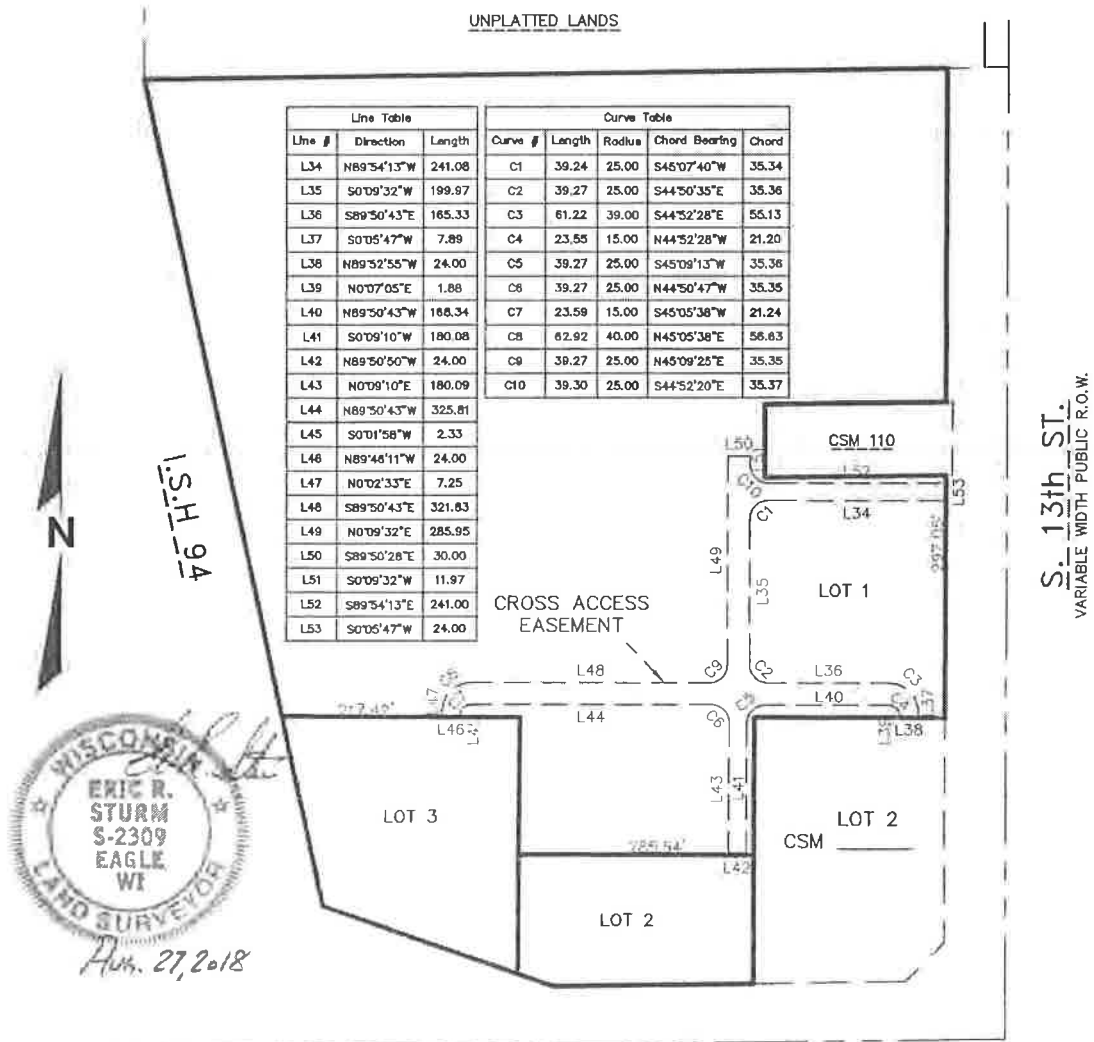 UNPLATTED LANDS
Line Table
Line # Direction Length
L34 N89°54'13"W 241.08
L35 S0°09'32"W 199.97
L36 S89°50'43"E 165.33
L37 S0°05'47"W 7.89
L38 N89°52'55"W 24.00
L39 N0°07'05"E 1.88
L40 N89°50'43"W 168.34
L41 S0°09'10"W 180.08
L42 N89°50'50"W 24.00
L43 N0°09'10"E 180.09
L44 N89°50'43"W 325.81
L45 S0°01'58"W 2.33
L46 N89°48'11"W 24.00
L47 N0°02'33"E 7.25
L48 S89°50'43"E 321.83
L49 N0°09'32"E 285.95
L50 S89°50'28"E 30.00
L51 S0°09'32"W 11.97
L52 S89°54'13"E 241.00
L53 S0°05'47"W 24.00
Curve Table
Curve # Length Radius Chord Bearing Chord
C1 39.24 25.00 S45°07'40"W 35.34
C2 39.27 25.00 S44°50'35"E 35.36
C3 61.22 39.00 S44°52'28"E 55.13
C4 23.55 15.00 N44°52'28"W 21.20
C5 39.27 25.00 S45°09'13"W 35.36
C6 39.27 25.00 N44°50'47"W 35.35
C7 23.59 15.00 S45°05'38"W 21.24
C8 62.92 40.00 N45°05'38"E 56.63
C9 39.27 25.00 N45°09'25"E 35.35
C10 39.30 25.00 S44°52'20"E 35.37
CSM 110
L50
L52
L53
C10
C1
L34
297.06'
S. 13th ST.
VARIABLE WIDTH PUBLIC R.O.W.
I.S.H 94
N
L49
L35
LOT 1
CROSS ACCESS
EASEMENT
L48
C9
C2
L36
C3
L47
L44
C6
C5
L40
C4
L37
L39
L38
217.42'
L46
L43
L41
LOT 3
LOT 2
CSM
285.94'
L42
LOT 2
WISCONSIN
ERIC R.
STURM
S-2309
EAGLE
WI
LAND SURVEYOR
Aug. 27, 2018